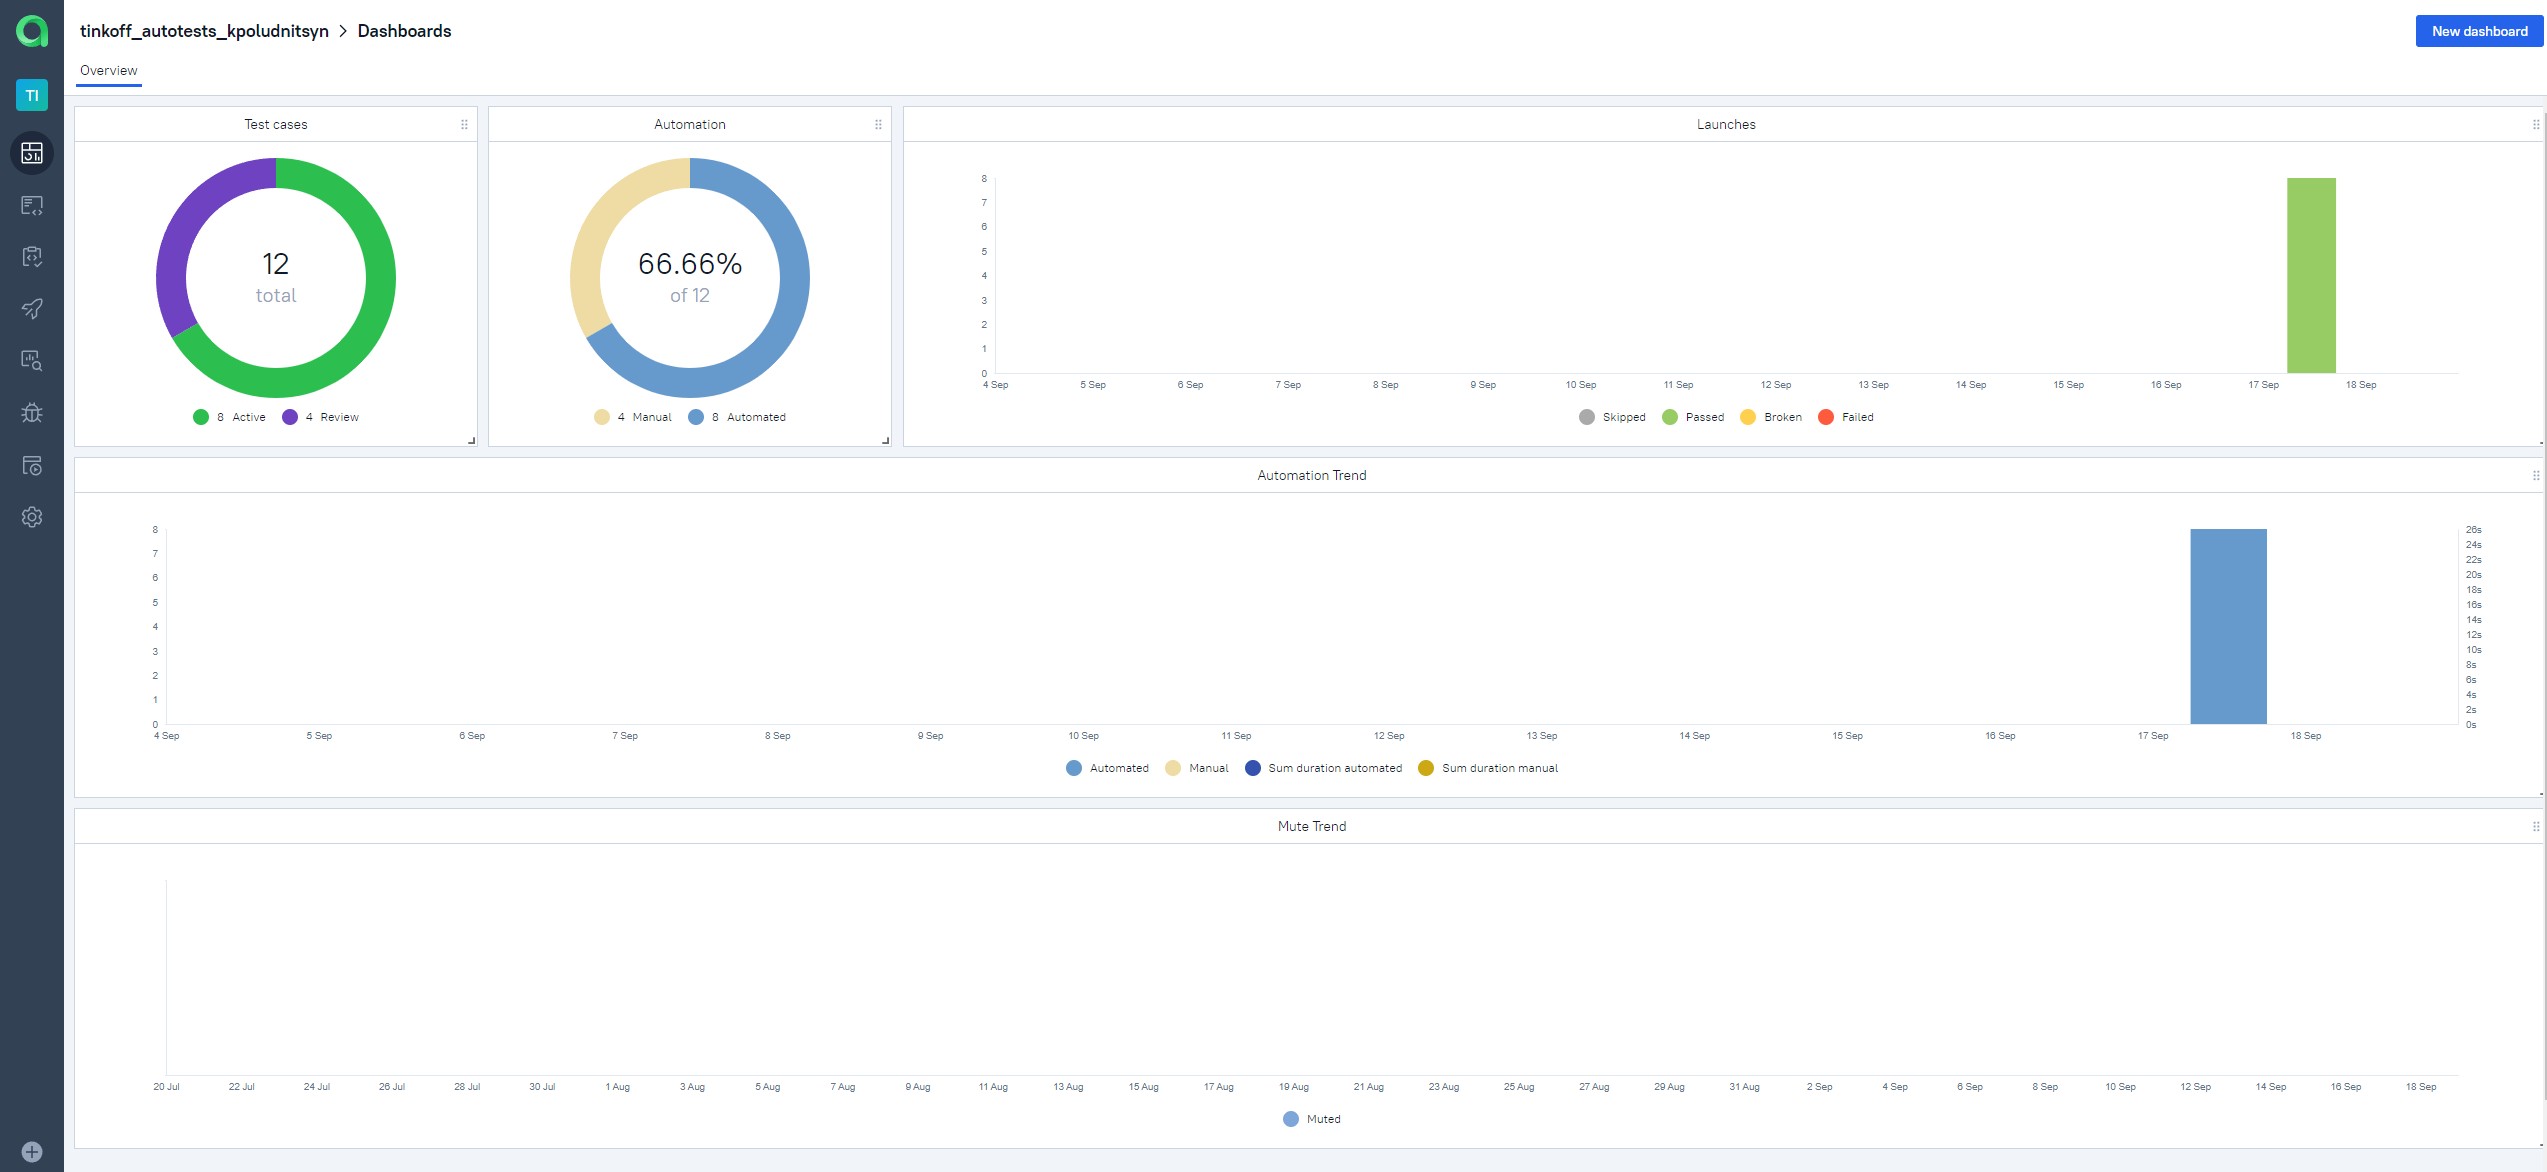 tinkoff_autotests_kpoludnitsyn > Dashboards
New dashboard
Overview
TI
Test cases
12
total
8 Active 4 Review
Automation
66.66%
of 12
4 Manual 8 Automated
Launches
8
7
6
5
4
3
2
1
0
4 Sep 5 Sep 6 Sep 7 Sep 8 Sep 9 Sep 10 Sep 11 Sep 12 Sep 13 Sep 14 Sep 15 Sep 16 Sep 17 Sep 18 Sep
Skipped Passed Broken Failed
Automation Trend
8
7
6
5
4
3
2
1
0
26s
24s
22s
20s
18s
16s
14s
12s
10s
8s
6s
4s
2s
0s
4 Sep 5 Sep 6 Sep 7 Sep 8 Sep 9 Sep 10 Sep 11 Sep 12 Sep 13 Sep 14 Sep 15 Sep 16 Sep 17 Sep 18 Sep
Automated Manual Sum duration automated Sum duration manual
Mute Trend
20 Jul 22 Jul 24 Jul 26 Jul 28 Jul 30 Jul 1 Aug 3 Aug 5 Aug 7 Aug 9 Aug 11 Aug 13 Aug 15 Aug 17 Aug 19 Aug 21 Aug 23 Aug 25 Aug 27 Aug 29 Aug 31 Aug 2 Sep 4 Sep 6 Sep 8 Sep 10 Sep 12 Sep 14 Sep 16 Sep 18 Sep
Muted